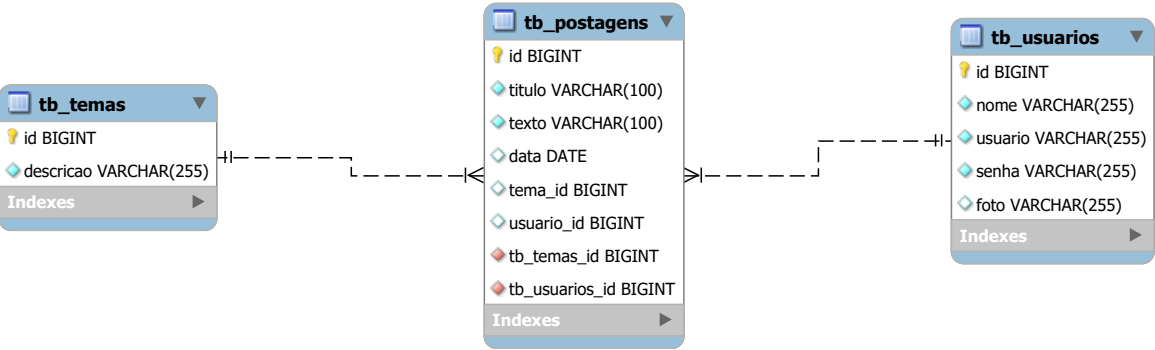 tb_temas
id BIGINT
descricao VARCHAR(255)
Indexes
tb_postagens
id BIGINT
titulo VARCHAR(100)
texto VARCHAR(100)
data DATE
tema_id BIGINT
usuario_id BIGINT
tb_temas_id BIGINT
tb_usuarios_id BIGINT
Indexes
tb_usuarios
id BIGINT
nome VARCHAR(255)
usuario VARCHAR(255)
senha VARCHAR(255)
foto VARCHAR(255)
Indexes